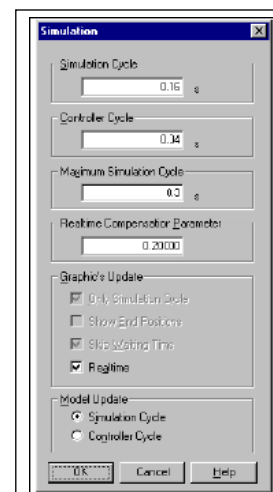 Simulation
Simulation Cycle
0.16 s
Controller Cycle
0.04 s
Maximum Simulation Cycle
0.3 s
Realtime Compensation Parameter
0.20000
Graphic's Update
Only Simulation Cycle
Show End Positions
Skip Waiting Time
Realtime
Model Update
Simulation Cycle
Controller Cycle
OK Cancel Help